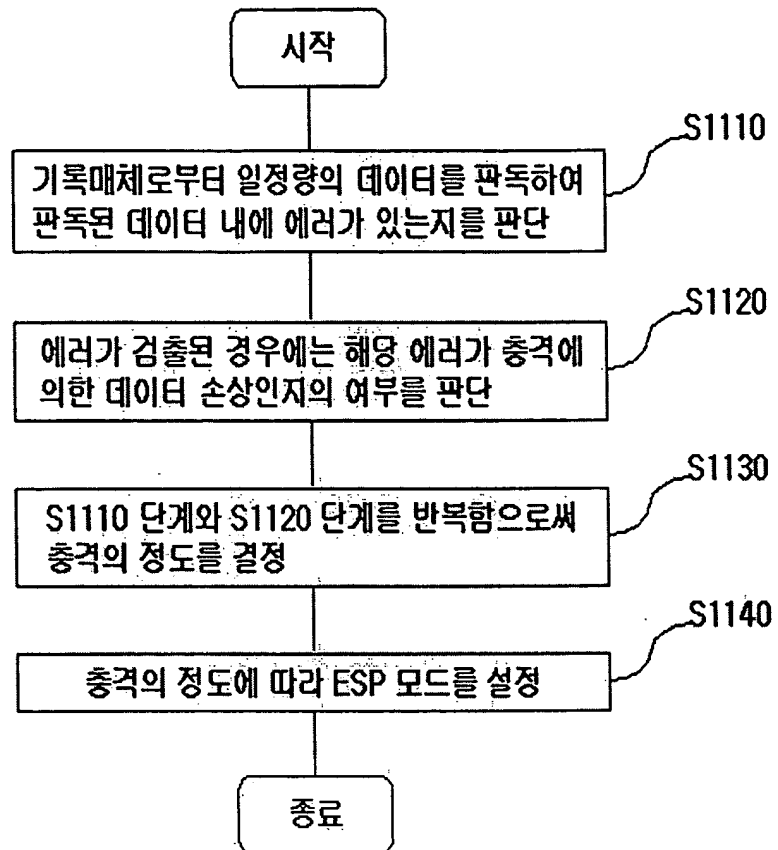 시작
S1110
기록매체로부터 일정량의 데이터를 판독하여
판독된 데이터 내에 에러가 있는지를 판단
S1120
에러가 검출된 경우에는 해당 에러가 충격에
의한 데이터 손상인지의 여부를 판단
S1130
S1110 단계와 S1120 단계를 반복함으로써
충격의 정도를 결정
S1140
충격의 정도에 따라 ESP 모드를 설정
종료